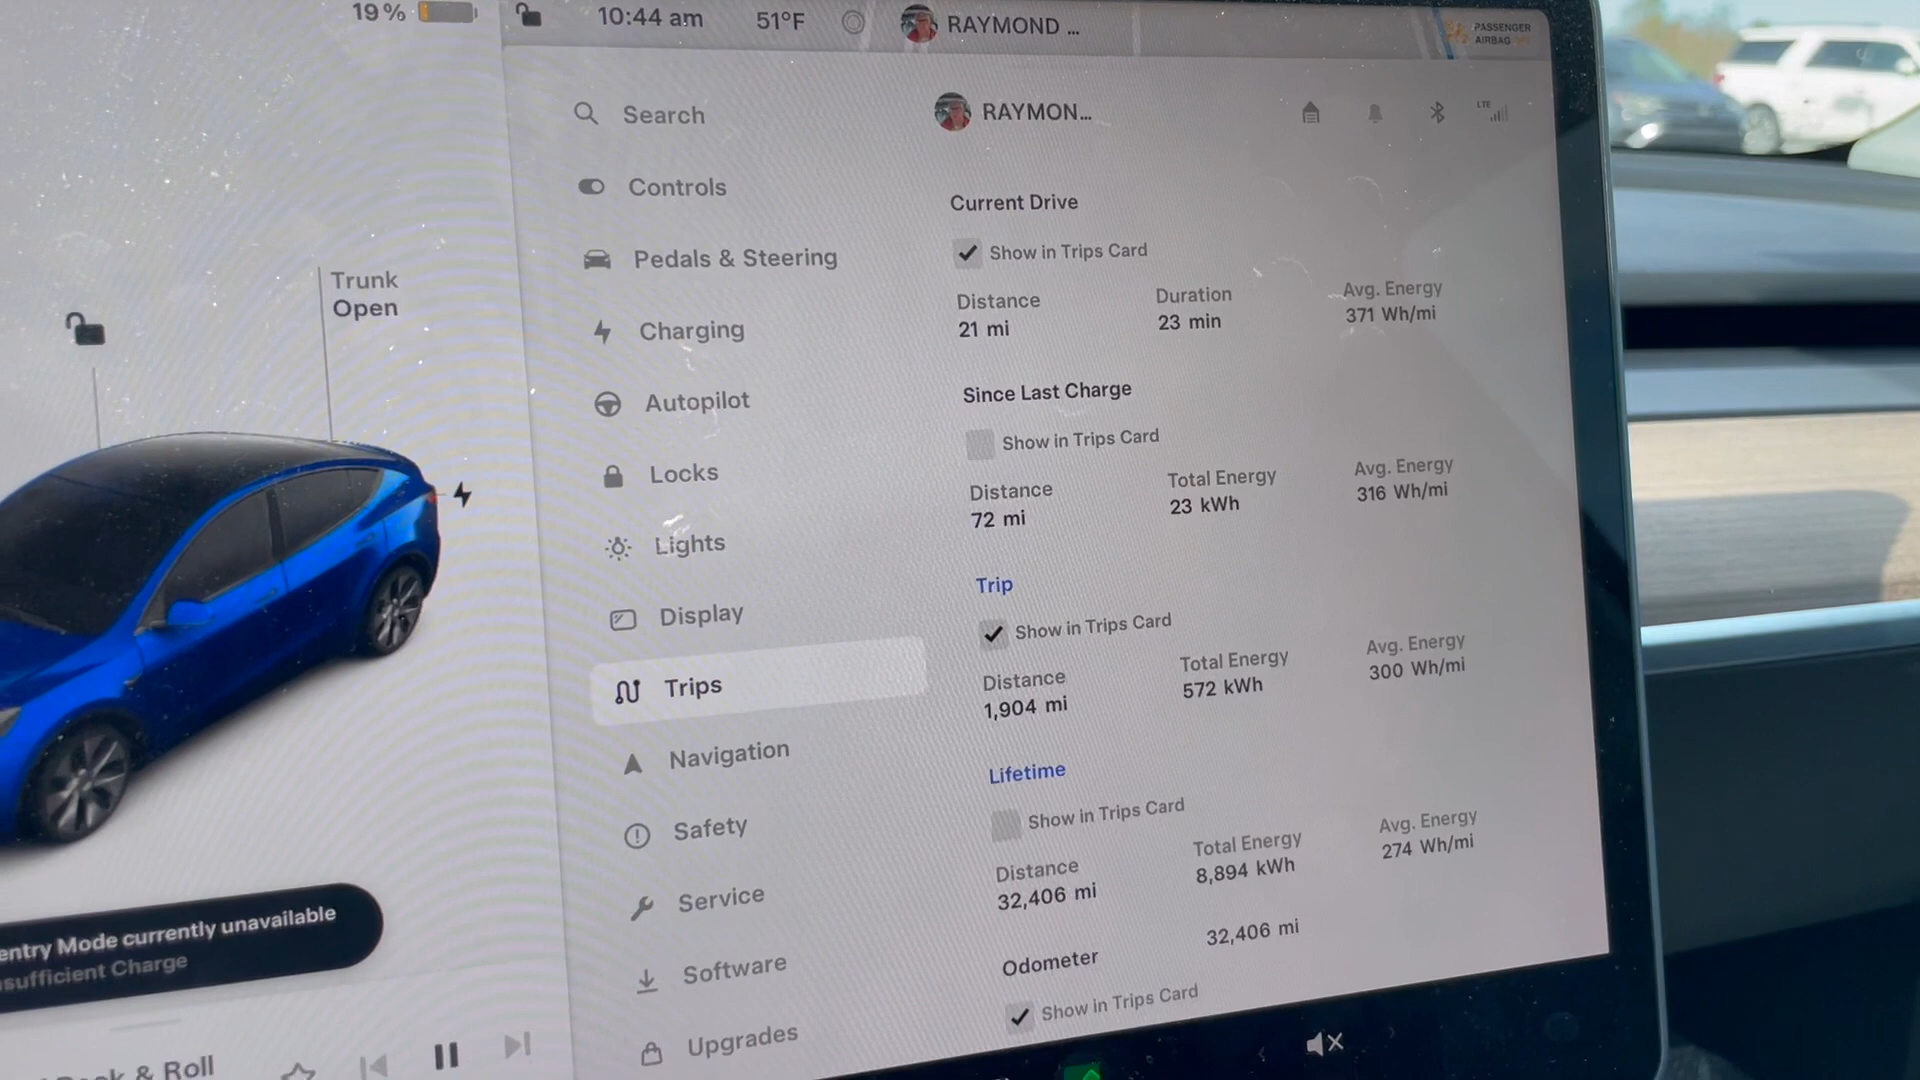 19%
10:44 am
51°F
RAYMOND ...
PASSENGER
AIRBAG
Search
RAYMON...
LTE
Controls
Pedals & Steering
Charging
Autopilot
Locks
Lights
Display
Trips
Navigation
Safety
Service
Software
Upgrades
Current Drive
Show in Trips Card
Distance
21 mi
Duration
23 min
Avg. Energy
371 Wh/mi
Since Last Charge
Show in Trips Card
Distance
72 mi
Total Energy
23 kWh
Avg. Energy
316 Wh/mi
Trip
Show in Trips Card
Distance
1,904 mi
Total Energy
572 kWh
Avg. Energy
300 Wh/mi
Lifetime
Show in Trips Card
Distance
32,406 mi
Total Energy
8,894 kWh
Avg. Energy
274 Wh/mi
Odometer
32,406 mi
Show in Trips Card
Trunk
Open
entry Mode currently unavailable
sufficient Charge
& Roll